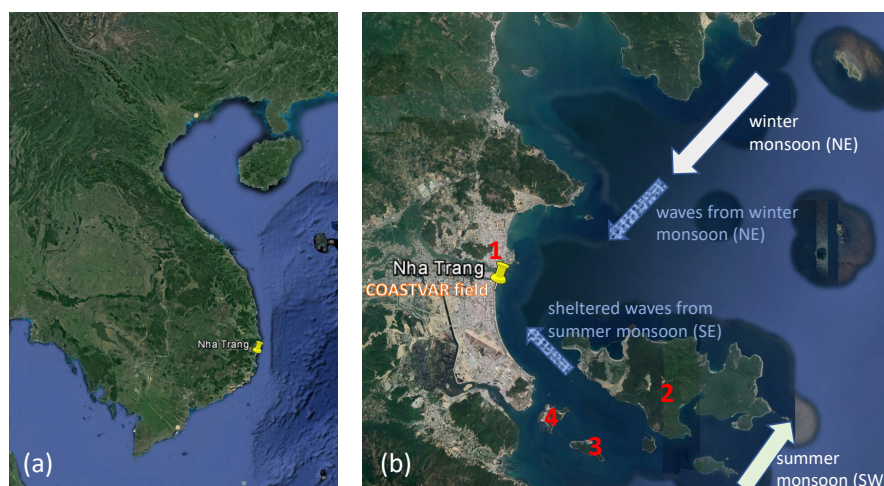 Nha Trang
(a)
winter
monsoon (NE)
waves from winter
monsoon (NE)
1
Nha Trang
COASTVAR field
sheltered waves from
summer monsoon (SE)
2
4
3
(b)
summer
monsoon (SW